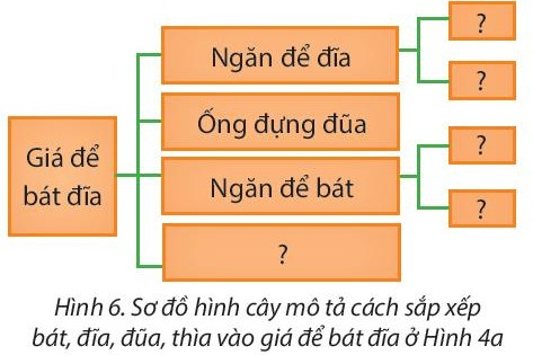 Giá để
bát đĩa
Ngăn để đĩa
?
?
Ống đựng đũa
Ngăn để bát
?
?
?
Hình 6. Sơ đồ hình cây mô tả cách sắp xếp
bát, đĩa, đũa, thìa vào giá để bát đĩa ở Hình 4a